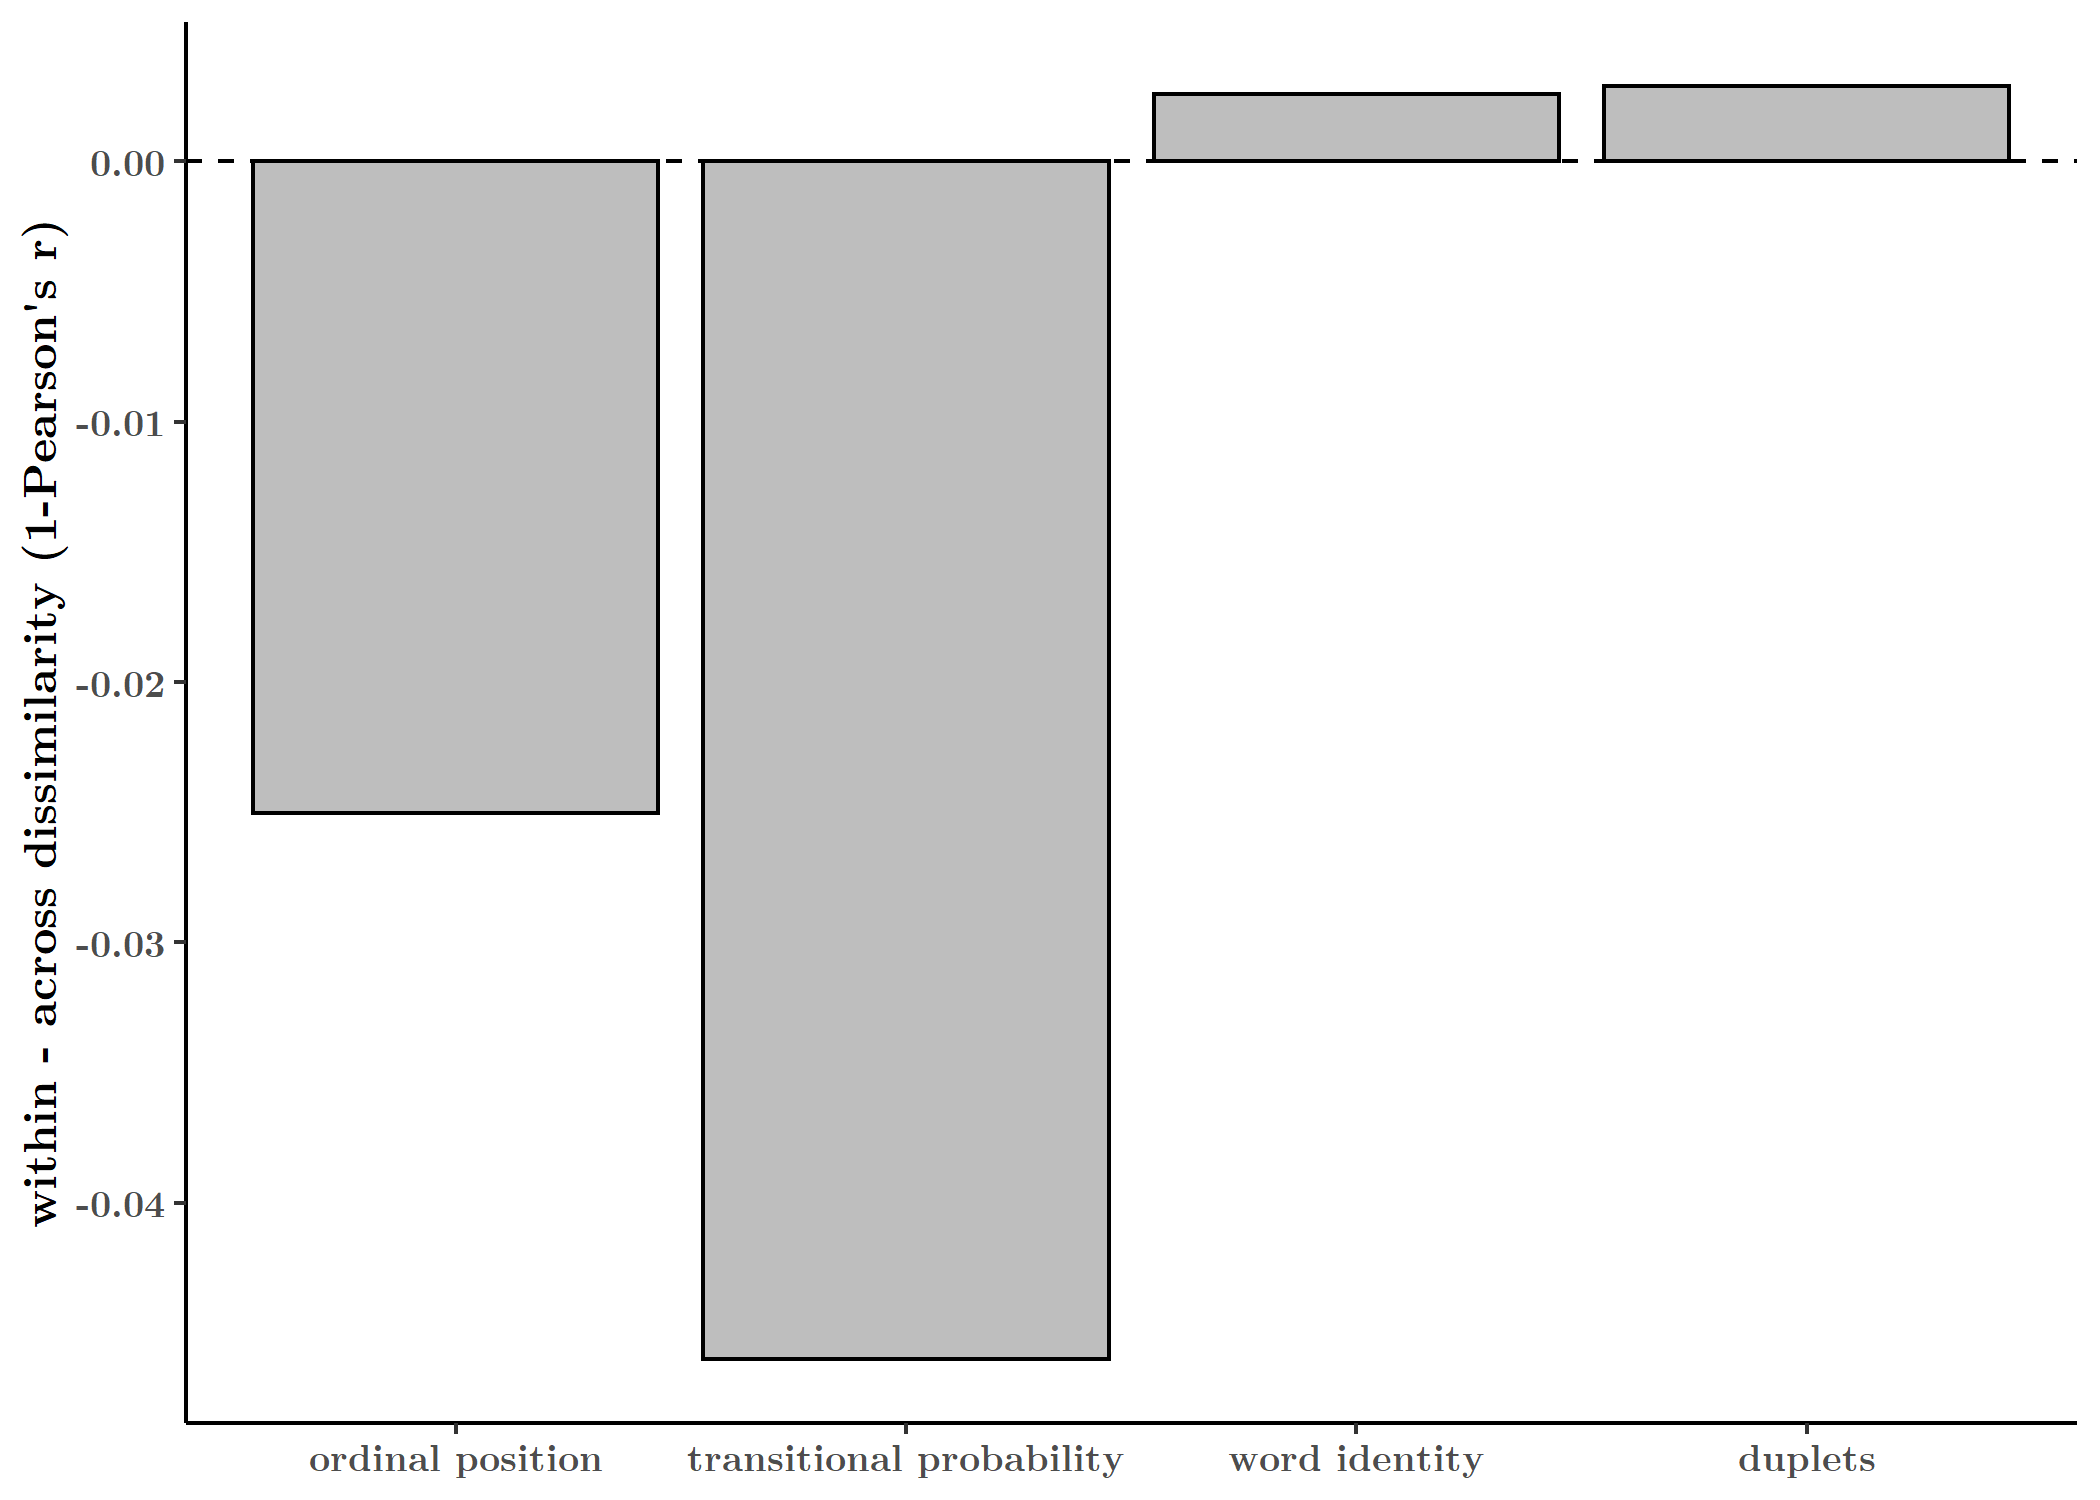 within - across dissimilarity (1-Pearson's r)
0.00
-0.01
-0.02
-0.03
-0.04
ordinal position
transitional probability
word identity
duplets